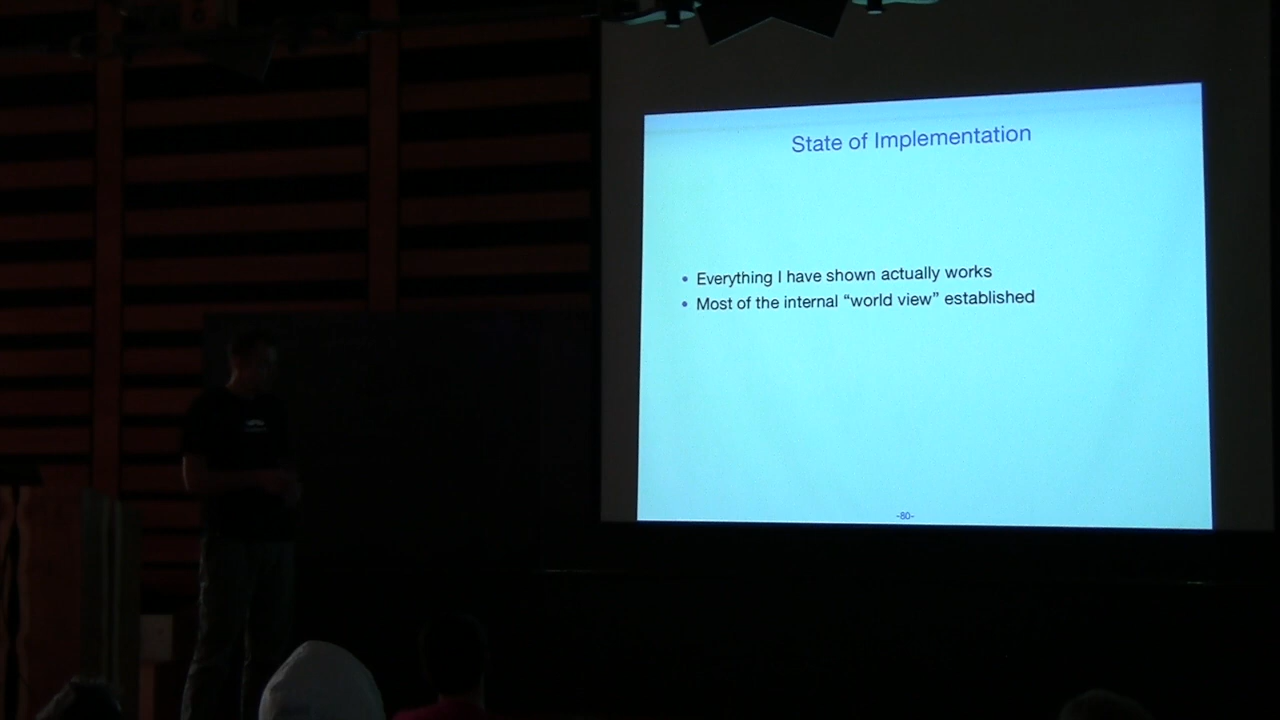 State of Implementation
• Everything I have shown actually works
• Most of the internal “world view” established
-80-